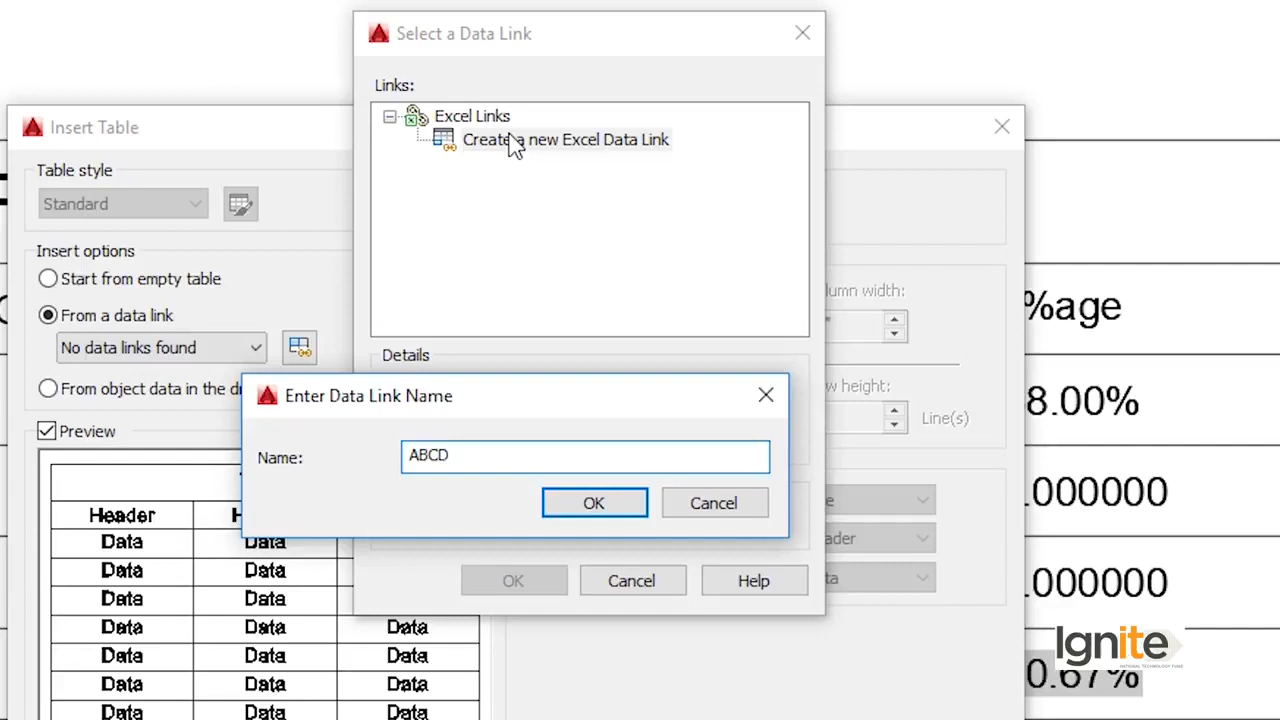 Select a Data Link
Links:
Excel Links
Create a new Excel Data Link
Insert Table
Table style
Standard
Insert options
Start from empty table
From a data link
No data links found
From object data in the
Preview
Header
Data Data
Data Data
Data Data
Data Data Data
Data Data Data
Data Data Data
Data Data Data
Details
Enter Data Link Name
Name: ABCD
OK Cancel
OK Cancel Help
width:
height:
Line(s)
%age
8.00%
.000000
.000000
0.67%
Ignite
NATIONAL TECHNOLOGY FUND